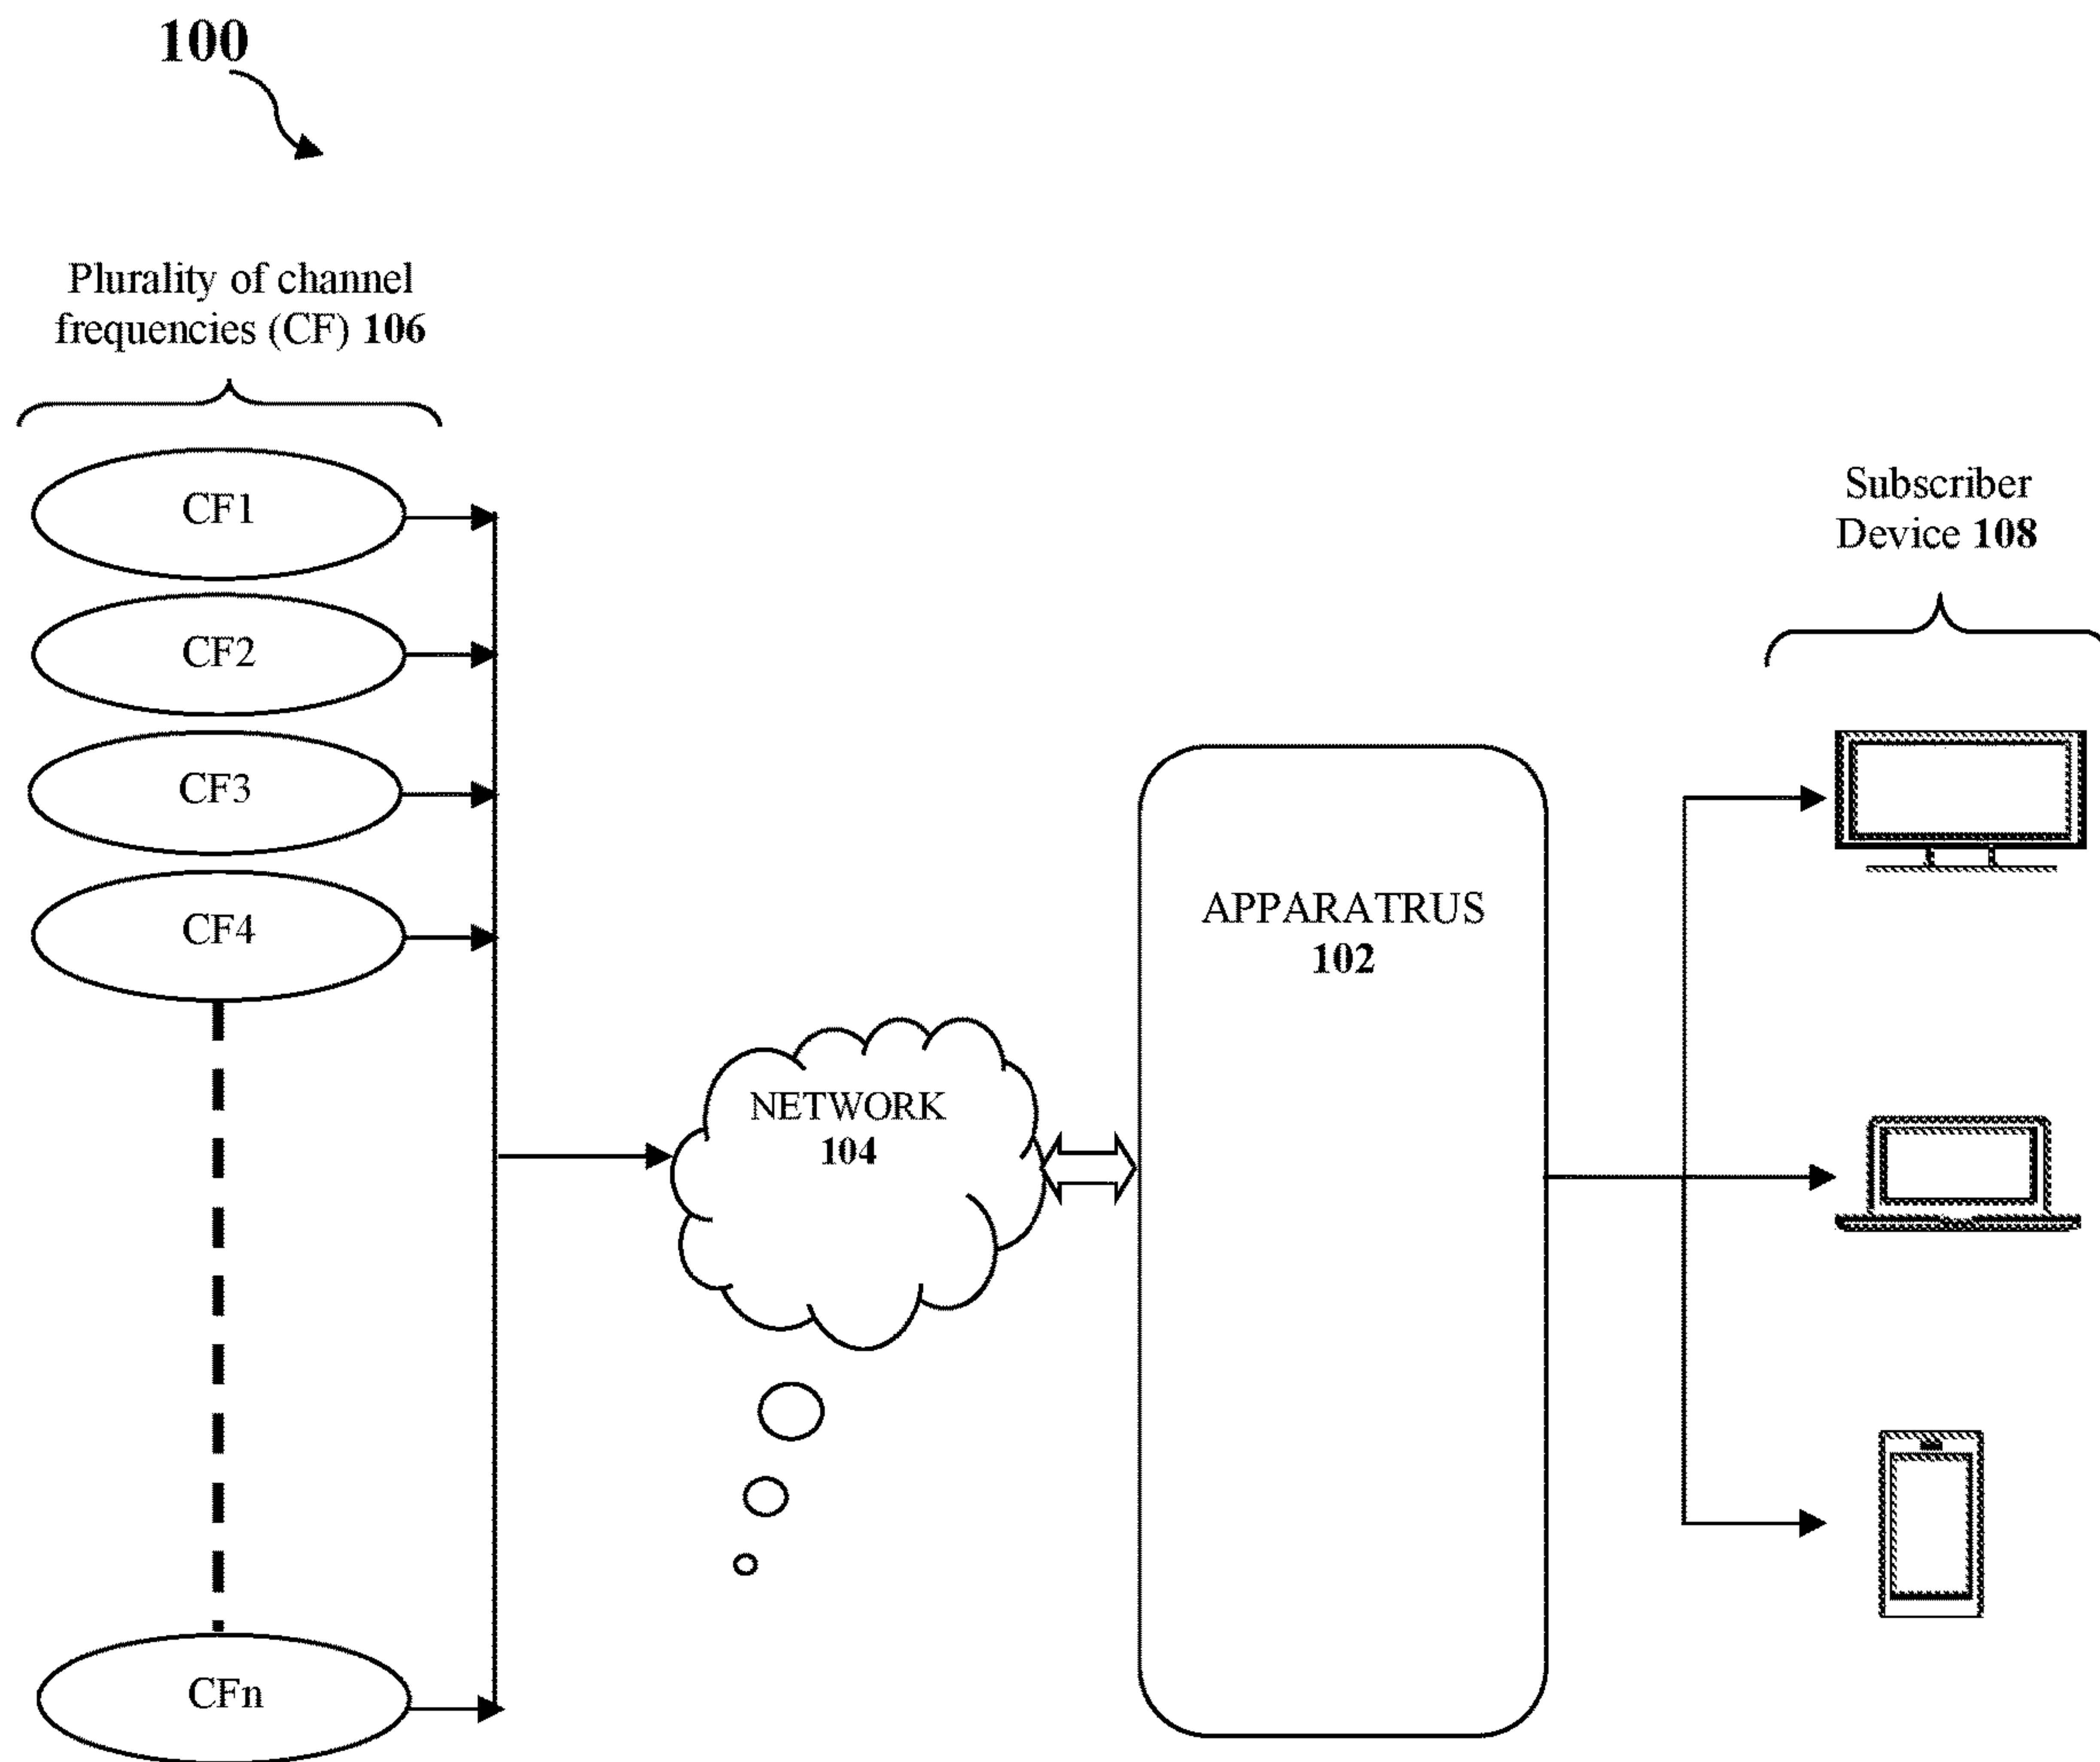 100
Plurality of channel
frequencies (CF) 106
CF1
CF2
CF3
CF4
CFn
NETWORK
104
APPARATRUS
102
Subscriber
Device 108